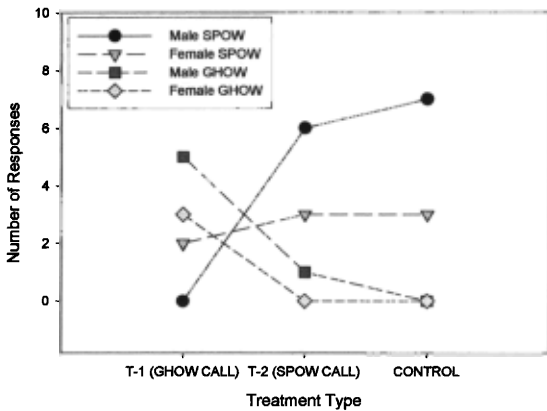 Male SPOW
Female SPOW
Male GHOW
Female GHOW
10
8
6
4
2
0
Number of Responses
T-1 (GHOW CALL) T-2 (SPOW CALL) CONTROL
Treatment Type